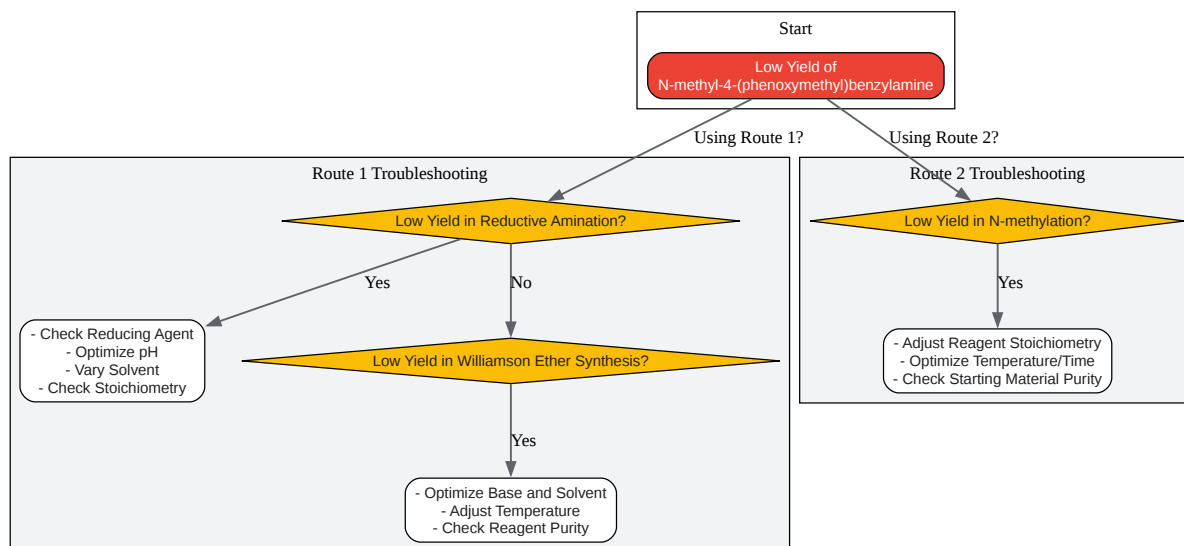 Start
Low Yield of
N-methyl-4-(phenoxymethyl)benzylamine
Using Route 1?
Using Route 2?
Route 1 Troubleshooting
Low Yield in Reductive Amination?
Yes
No
- Check Reducing Agent
- Optimize pH
- Vary Solvent
- Check Stoichiometry
Low Yield in Williamson Ether Synthesis?
Yes
- Optimize Base and Solvent
- Adjust Temperature
- Check Reagent Purity
Route 2 Troubleshooting
Low Yield in N-methylation?
Yes
- Adjust Reagent Stoichiometry
- Optimize Temperature/Time
- Check Starting Material Purity